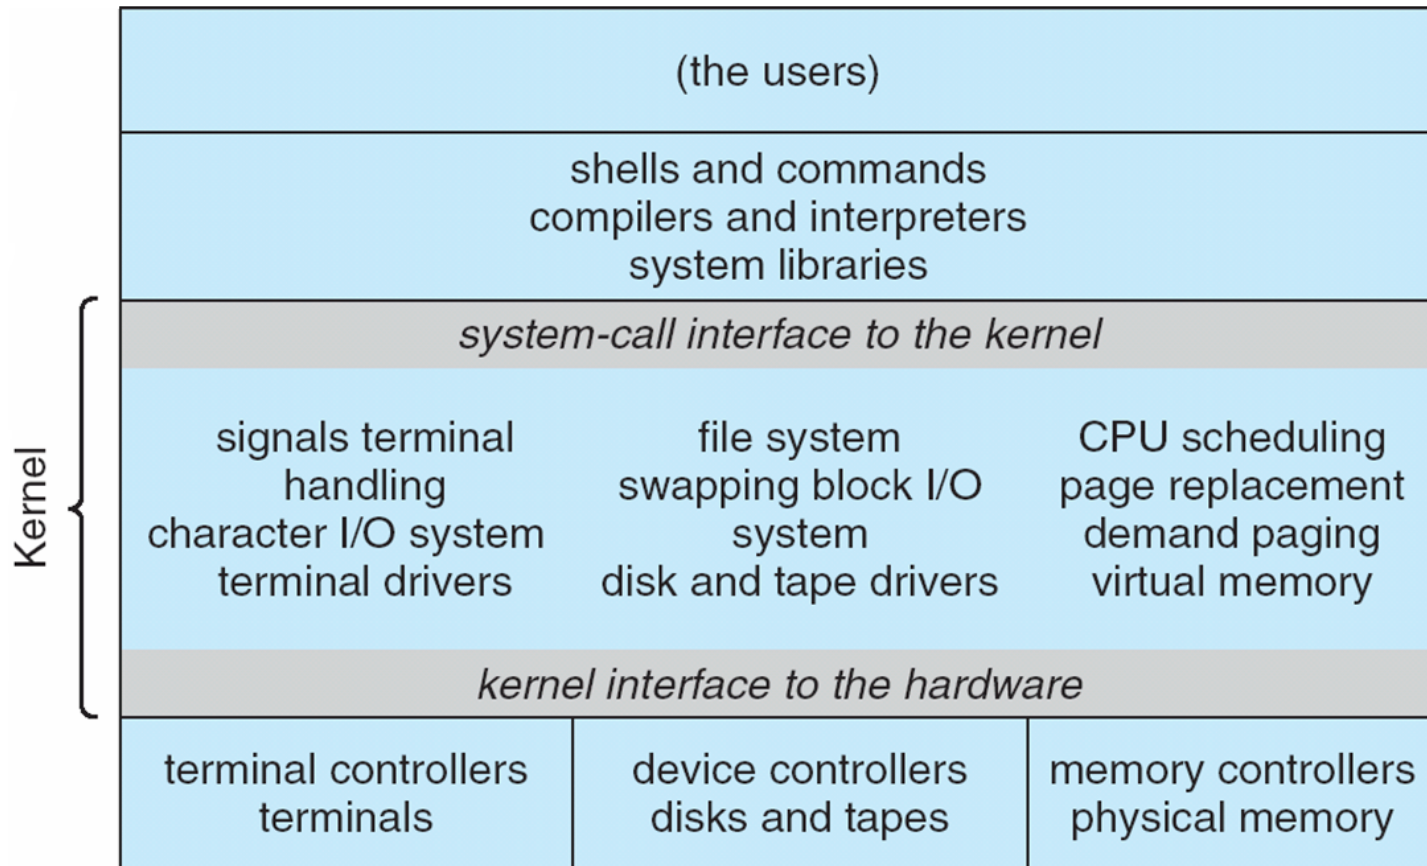 (the users)
shells and commands
compilers and interpreters
system libraries
system-call interface to the kernel
Kernel
signals terminal
handling
character I/O system
terminal drivers
file system
swapping block I/O
system
disk and tape drivers
CPU scheduling
page replacement
demand paging
virtual memory
kernel interface to the hardware
terminal controllers
terminals
device controllers
disks and tapes
memory controllers
physical memory